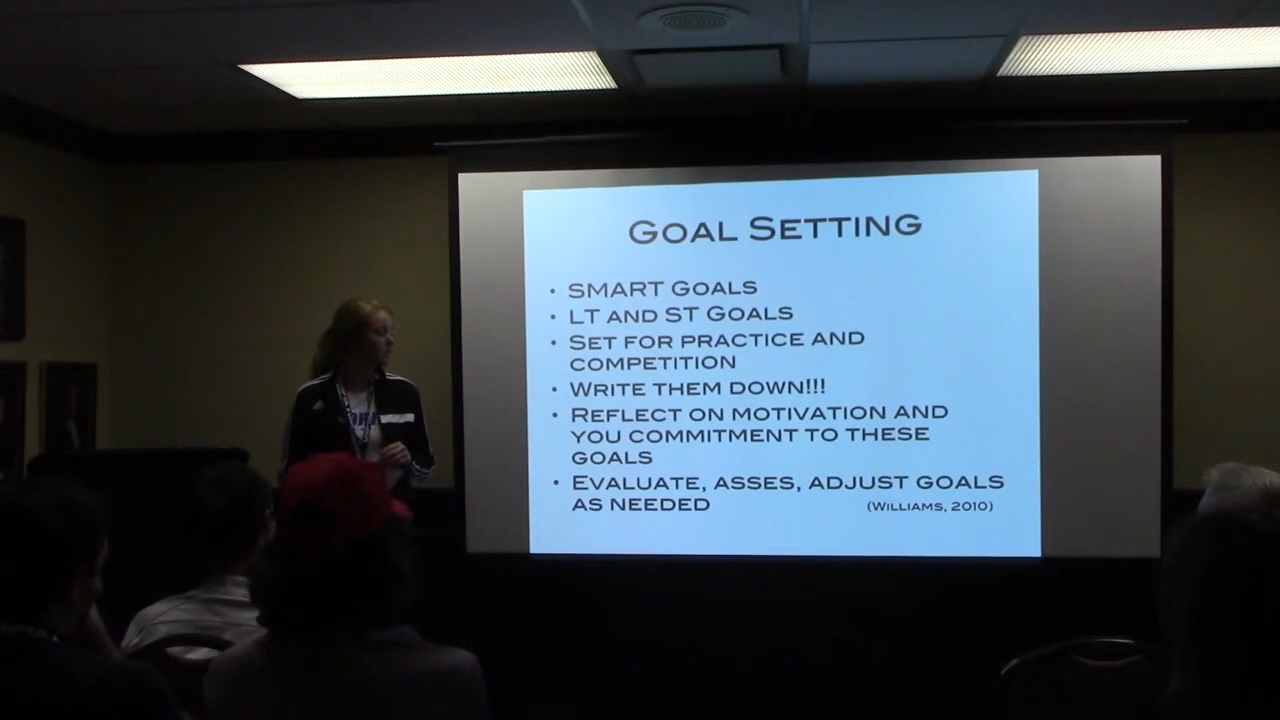 Goal Setting
• SMART Goals
• LT and ST Goals
• Set for practice and
competition
• Write them down!!!
• Reflect on motivation and
you commitment to these
goals
• Evaluate, asses, adjust goals
as needed (Williams, 2010)